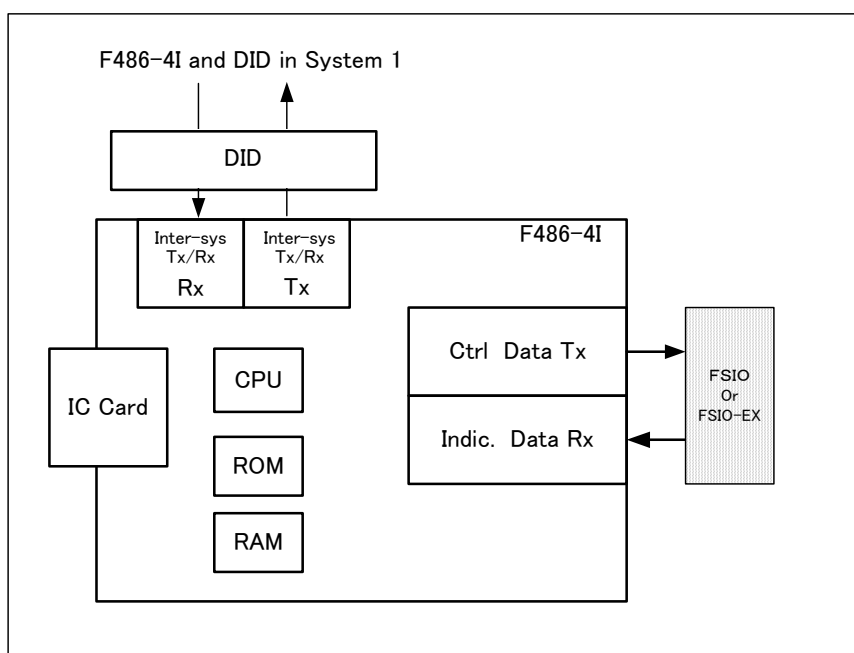 F486-4I and DID in System 1
DID
F486-4I
Inter-sys
Tx/Rx
Rx
Inter-sys
Tx/Rx
Tx
Ctrl Data Tx
FSIO
Or
FSIO-EX
CPU
IC Card
Indic. Data Rx
ROM
RAM